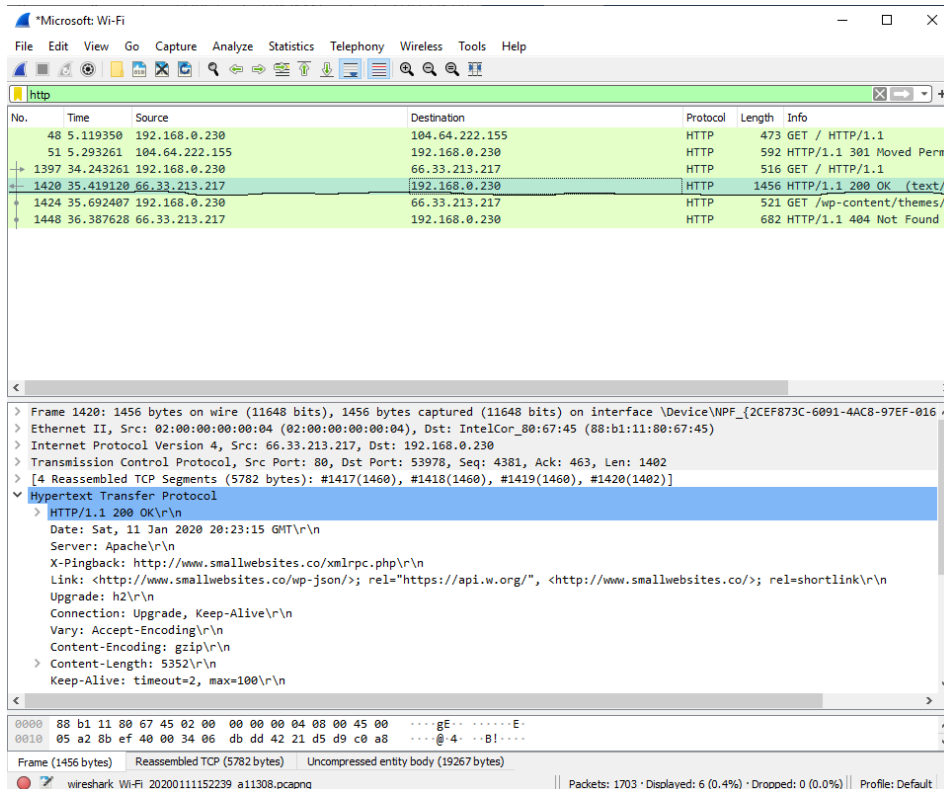 *Microsoft: Wi-Fi
File Edit View Go Capture Analyze Statistics Telephony Wireless Tools Help
http
No. Time Source Destination Protocol Length Info
48 5.119350 192.168.0.230 104.64.222.155 HTTP 473 GET / HTTP/1.1
51 5.293261 104.64.222.155 192.168.0.230 HTTP 592 HTTP/1.1 301 Moved Perm
1397 34.243261 192.168.0.230 66.33.213.217 HTTP 516 GET / HTTP/1.1
1420 35.419120 66.33.213.217 192.168.0.230 HTTP 1456 HTTP/1.1 200 OK (text/
1424 35.692407 192.168.0.230 66.33.213.217 HTTP 521 GET /wp-content/themes/
1448 36.387628 66.33.213.217 192.168.0.230 HTTP 682 HTTP/1.1 404 Not Found
Frame 1420: 1456 bytes on wire (11648 bits), 1456 bytes captured (11648 bits) on interface \Device\NPF_{2CEF873C-6091-4AC8-97EF-016
Ethernet II, Src: 02:00:00:00:00:04 (02:00:00:00:00:04), Dst: IntelCor_80:67:45 (88:b1:11:80:67:45)
Internet Protocol Version 4, Src: 66.33.213.217, Dst: 192.168.0.230
Transmission Control Protocol, Src Port: 80, Dst Port: 53978, Seq: 4381, Ack: 463, Len: 1402
[4 Reassembled TCP Segments (5782 bytes): #1417(1460), #1418(1460), #1419(1460), #1420(1402)]
Hypertext Transfer Protocol
HTTP/1.1 200 OK\r\n
Date: Sat, 11 Jan 2020 20:23:15 GMT\r\n
Server: Apache\r\n
X-Pingback: http://www.smallwebsites.co/xmlrpc.php\r\n
Link: <http://www.smallwebsites.co/wp-json/>; rel="https://api.w.org/", <http://www.smallwebsites.co/>; rel=shortlink\r\n
Upgrade: h2\r\n
Connection: Upgrade, Keep-Alive\r\n
Vary: Accept-Encoding\r\n
Content-Encoding: gzip\r\n
Content-Length: 5352\r\n
Keep-Alive: timeout=2, max=100\r\n
0000 88 b1 11 80 67 45 02 00 00 00 00 04 08 00 45 00 ····gE·· ······E·
0010 05 a2 8b ef 40 00 34 06 db dd 42 21 d5 d9 c0 a8 ····@·4· ··B!····
Frame (1456 bytes) Reassembled TCP (5782 bytes) Uncompressed entity body (19267 bytes)
wireshark_Wi-Fi_20200111152239_a11308.pcapng Packets: 1703 · Displayed: 6 (0.4%) · Dropped: 0 (0.0%) Profile: Default